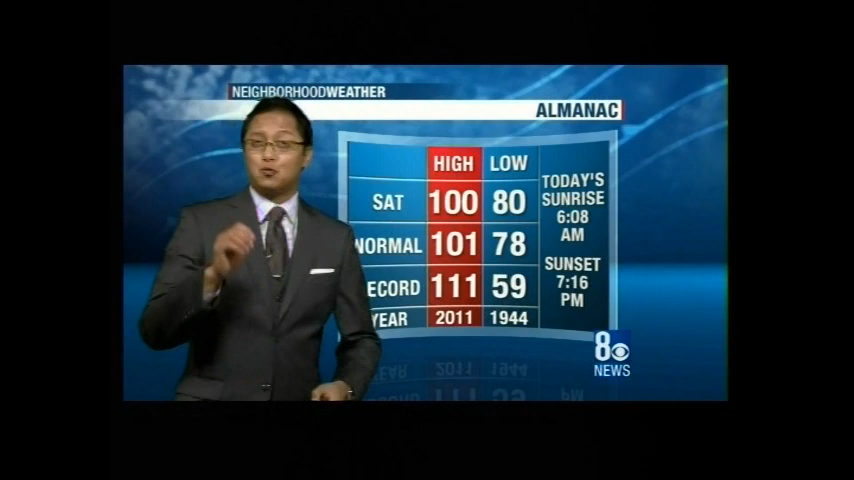 NEIGHBORHOODWEATHER
ALMANAC
HIGH LOW
SAT 100 80
NORMAL 101 78
ECORD 111 59
YEAR 2011 1944
TODAY'S
SUNRISE
6:08
AM
SUNSET
7:16
PM
8
NEWS